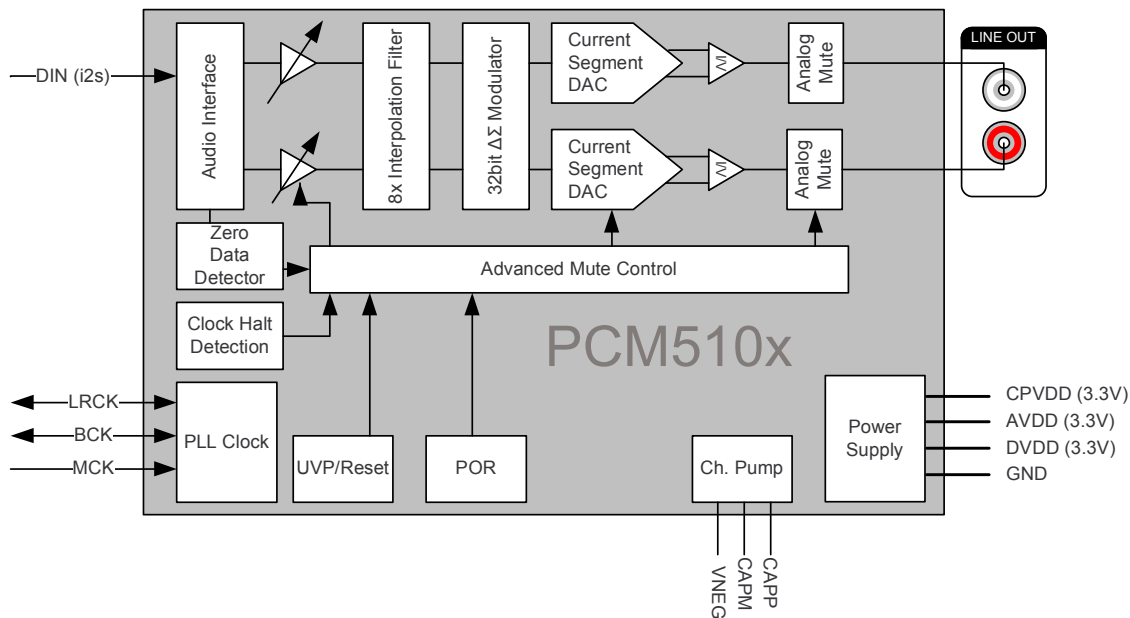 DIN (i2s)
Audio Interface
8x Interpolation Filter
32bit ΔΣ Modulator
Current
Segment
DAC
I/V
Analog
Mute
LINE OUT
Current
Segment
DAC
I/V
Analog
Mute
Zero
Data
Detector
Advanced Mute Control
Clock Halt
Detection
PCM510x
LRCK
BCK
MCK
PLL Clock
UVP/Reset
POR
Ch. Pump
Power
Supply
CPVDD (3.3V)
AVDD (3.3V)
DVDD (3.3V)
GND
VNEG
CAPM
CAPP